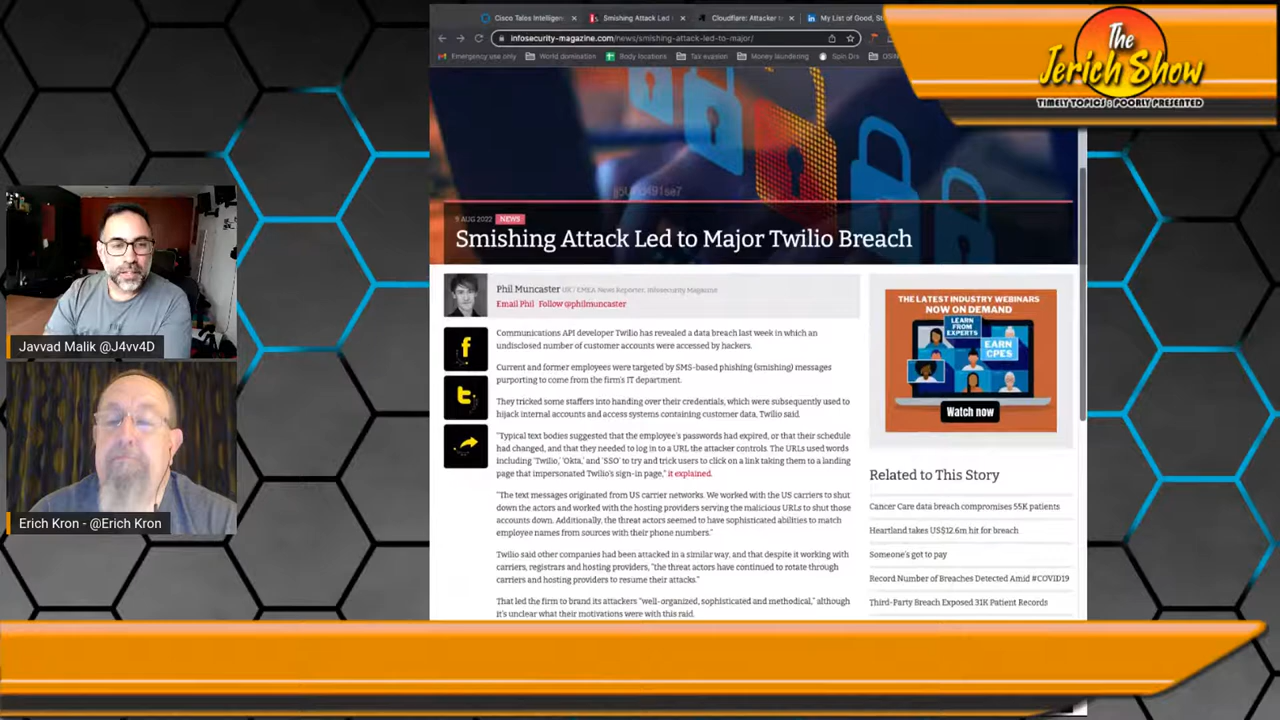 Cisco Talos Intelligen
Smishing Attack Led
Cloudflare: Attacker t
My List of Good, St
infosecurity-magazine.com/news/smishing-attack-led-to-major/
Emergency use only
World domination
Body locations
Tax evasion
Money laundering
Spin Drs
OSIN
The
Jerich Show
TIMELY TOPICS : POORLY PRESENTED
9 AUG 2022 NEWS
Smishing Attack Led to Major Twilio Breach
Phil Muncaster UK / EMEA News Reporter, Infosecurity Magazine
Email Phil Follow @philmuncaster
Communications API developer Twilio has revealed a data breach last week in which an
undisclosed number of customer accounts were accessed by hackers.
Current and former employees were targeted by SMS-based phishing (smishing) messages
purporting to come from the firm's IT department.
They tricked some staffers into handing over their credentials, which were subsequently used to
hijack internal accounts and access systems containing customer data, Twilio said.
"Typical text bodies suggested that the employee's passwords had expired, or that their schedule
had changed, and that they needed to log in to a URL the attacker controls. The URLs used words
including 'Twilio,' 'Okta,' and 'SSO' to try and trick users to click on a link taking them to a landing
page that impersonated Twilio's sign-in page," it explained.
"The text messages originated from US carrier networks. We worked with the US carriers to shut
down the actors and worked with the hosting providers serving the malicious URLs to shut those
accounts down. Additionally, the threat actors seemed to have sophisticated abilities to match
employee names from sources with their phone numbers."
Twilio said other companies had been attacked in a similar way, and that despite it working with
carriers, registrars and hosting providers, "the threat actors have continued to rotate through
carriers and hosting providers to resume their attacks."
That led the firm to brand its attackers "well-organized, sophisticated and methodical," although
it's unclear what their motivations were with this raid.
THE LATEST INDUSTRY WEBINARS
NOW ON DEMAND
LEARN
FROM
EXPERTS
EARN
CPES
Watch now
Related to This Story
Cancer Care data breach compromises 55K patients
Heartland takes US$12.6m hit for breach
Someone's got to pay
Record Number of Breaches Detected Amid #COVID19
Third-Party Breach Exposed 31K Patient Records
Javvad Malik @J4vv4D
Erich Kron - @Erich Kron